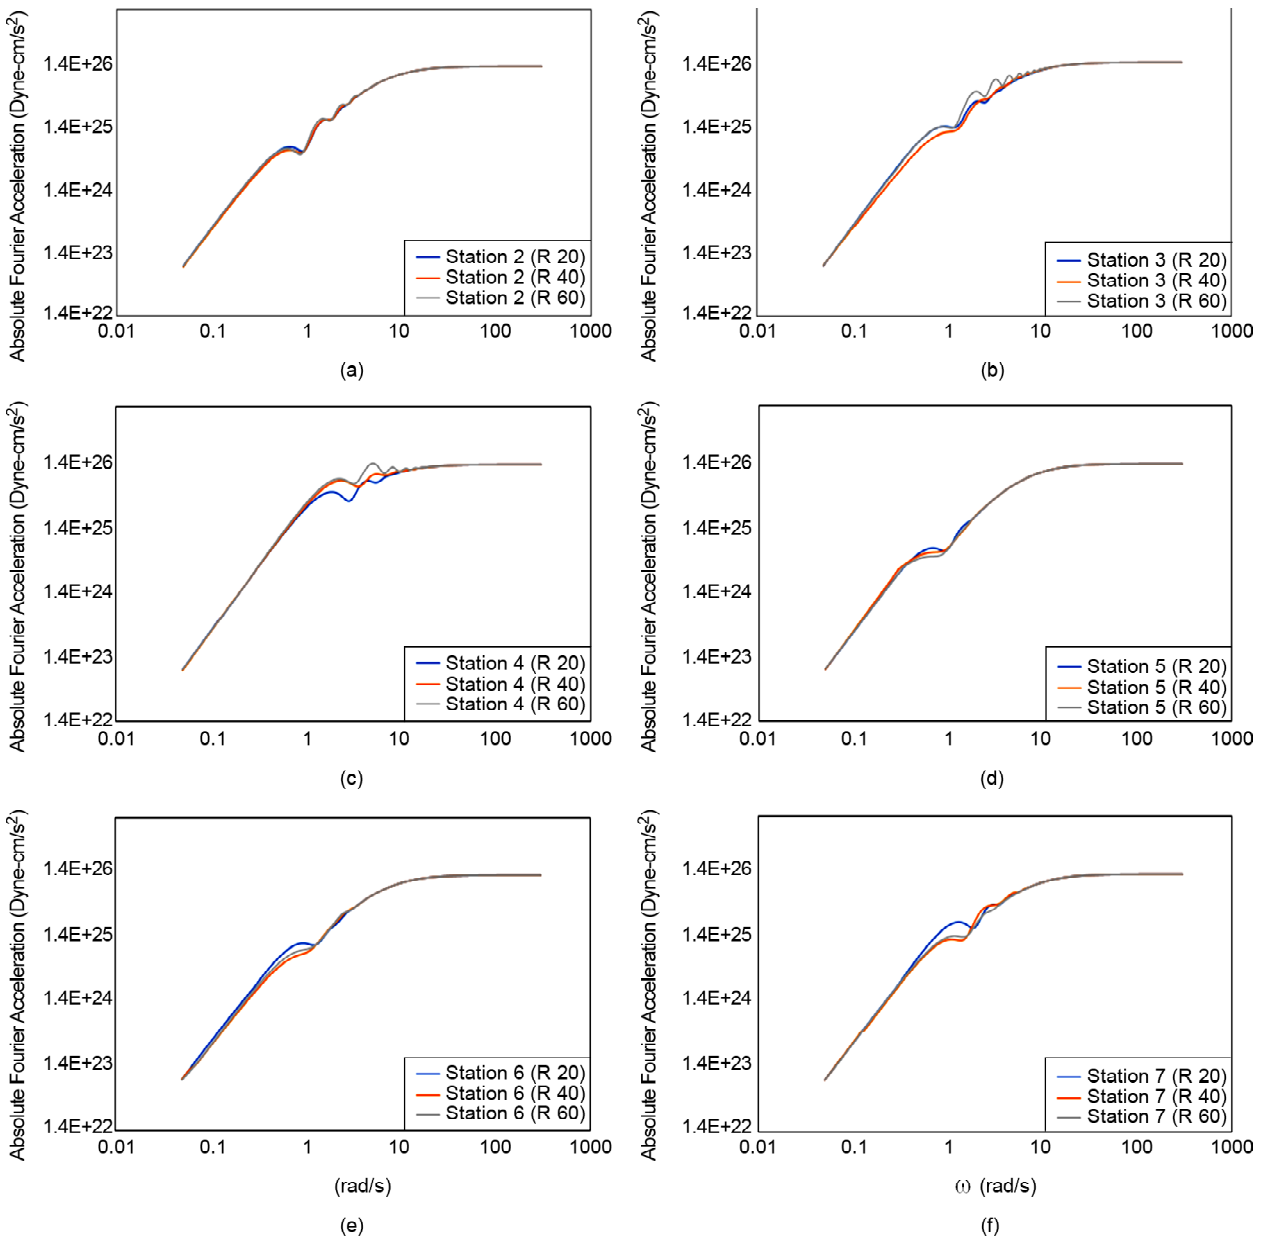 Absolute Fourier Acceleration (Dyne-cm/s2)
1.4E+26
1.4E+25
1.4E+24
1.4E+23
1.4E+22
0.01 0.1 1 10 100 1000
Station 2 (R 20)
Station 2 (R 40)
Station 2 (R 60)
(a)
Absolute Fourier Acceleration (Dyne-cm/s2)
1.4E+26
1.4E+25
1.4E+24
1.4E+23
1.4E+22
0.01 0.1 1 10 100 1000
Station 3 (R 20)
Station 3 (R 40)
Station 3 (R 60)
(b)
Absolute Fourier Acceleration (Dyne-cm/s2)
1.4E+26
1.4E+25
1.4E+24
1.4E+23
1.4E+22
0.01 0.1 1 10 100 1000
Station 4 (R 20)
Station 4 (R 40)
Station 4 (R 60)
(c)
Absolute Fourier Acceleration (Dyne-cm/s2)
1.4E+26
1.4E+25
1.4E+24
1.4E+23
1.4E+22
0.01 0.1 1 10 100 1000
Station 5 (R 20)
Station 5 (R 40)
Station 5 (R 60)
(d)
Absolute Fourier Acceleration (Dyne-cm/s2)
1.4E+26
1.4E+25
1.4E+24
1.4E+23
1.4E+22
0.01 0.1 1 10 100 1000
Station 6 (R 20)
Station 6 (R 40)
Station 6 (R 60)
(rad/s)
(e)
Absolute Fourier Acceleration (Dyne-cm/s2)
1.4E+26
1.4E+25
1.4E+24
1.4E+23
1.4E+22
0.01 0.1 1 10 100 1000
Station 7 (R 20)
Station 7 (R 40)
Station 7 (R 60)
ω (rad/s)
(f)